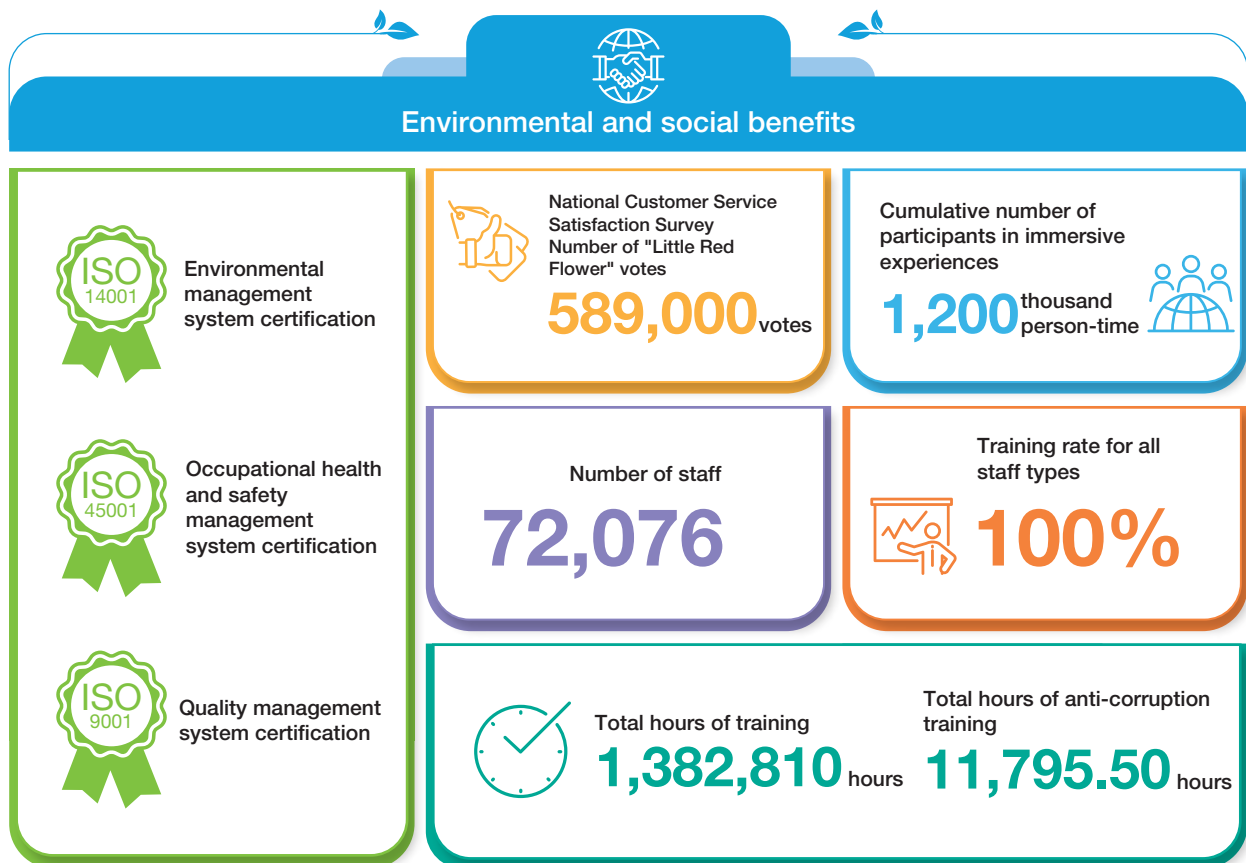 Environmental and social benefits
ISO
14001
Environmental
management
system certification
ISO
45001
Occupational health
and safety
management
system certification
ISO
9001
Quality management
system certification
National Customer Service
Satisfaction Survey
Number of "Little Red
Flower" votes
589,000 votes
Cumulative number of
participants in immersive
experiences
1,200 thousand
person-time
Number of staff
72,076
Training rate for all
staff types
100%
Total hours of training
1,382,810 hours
Total hours of anti-corruption
training
11,795.50 hours